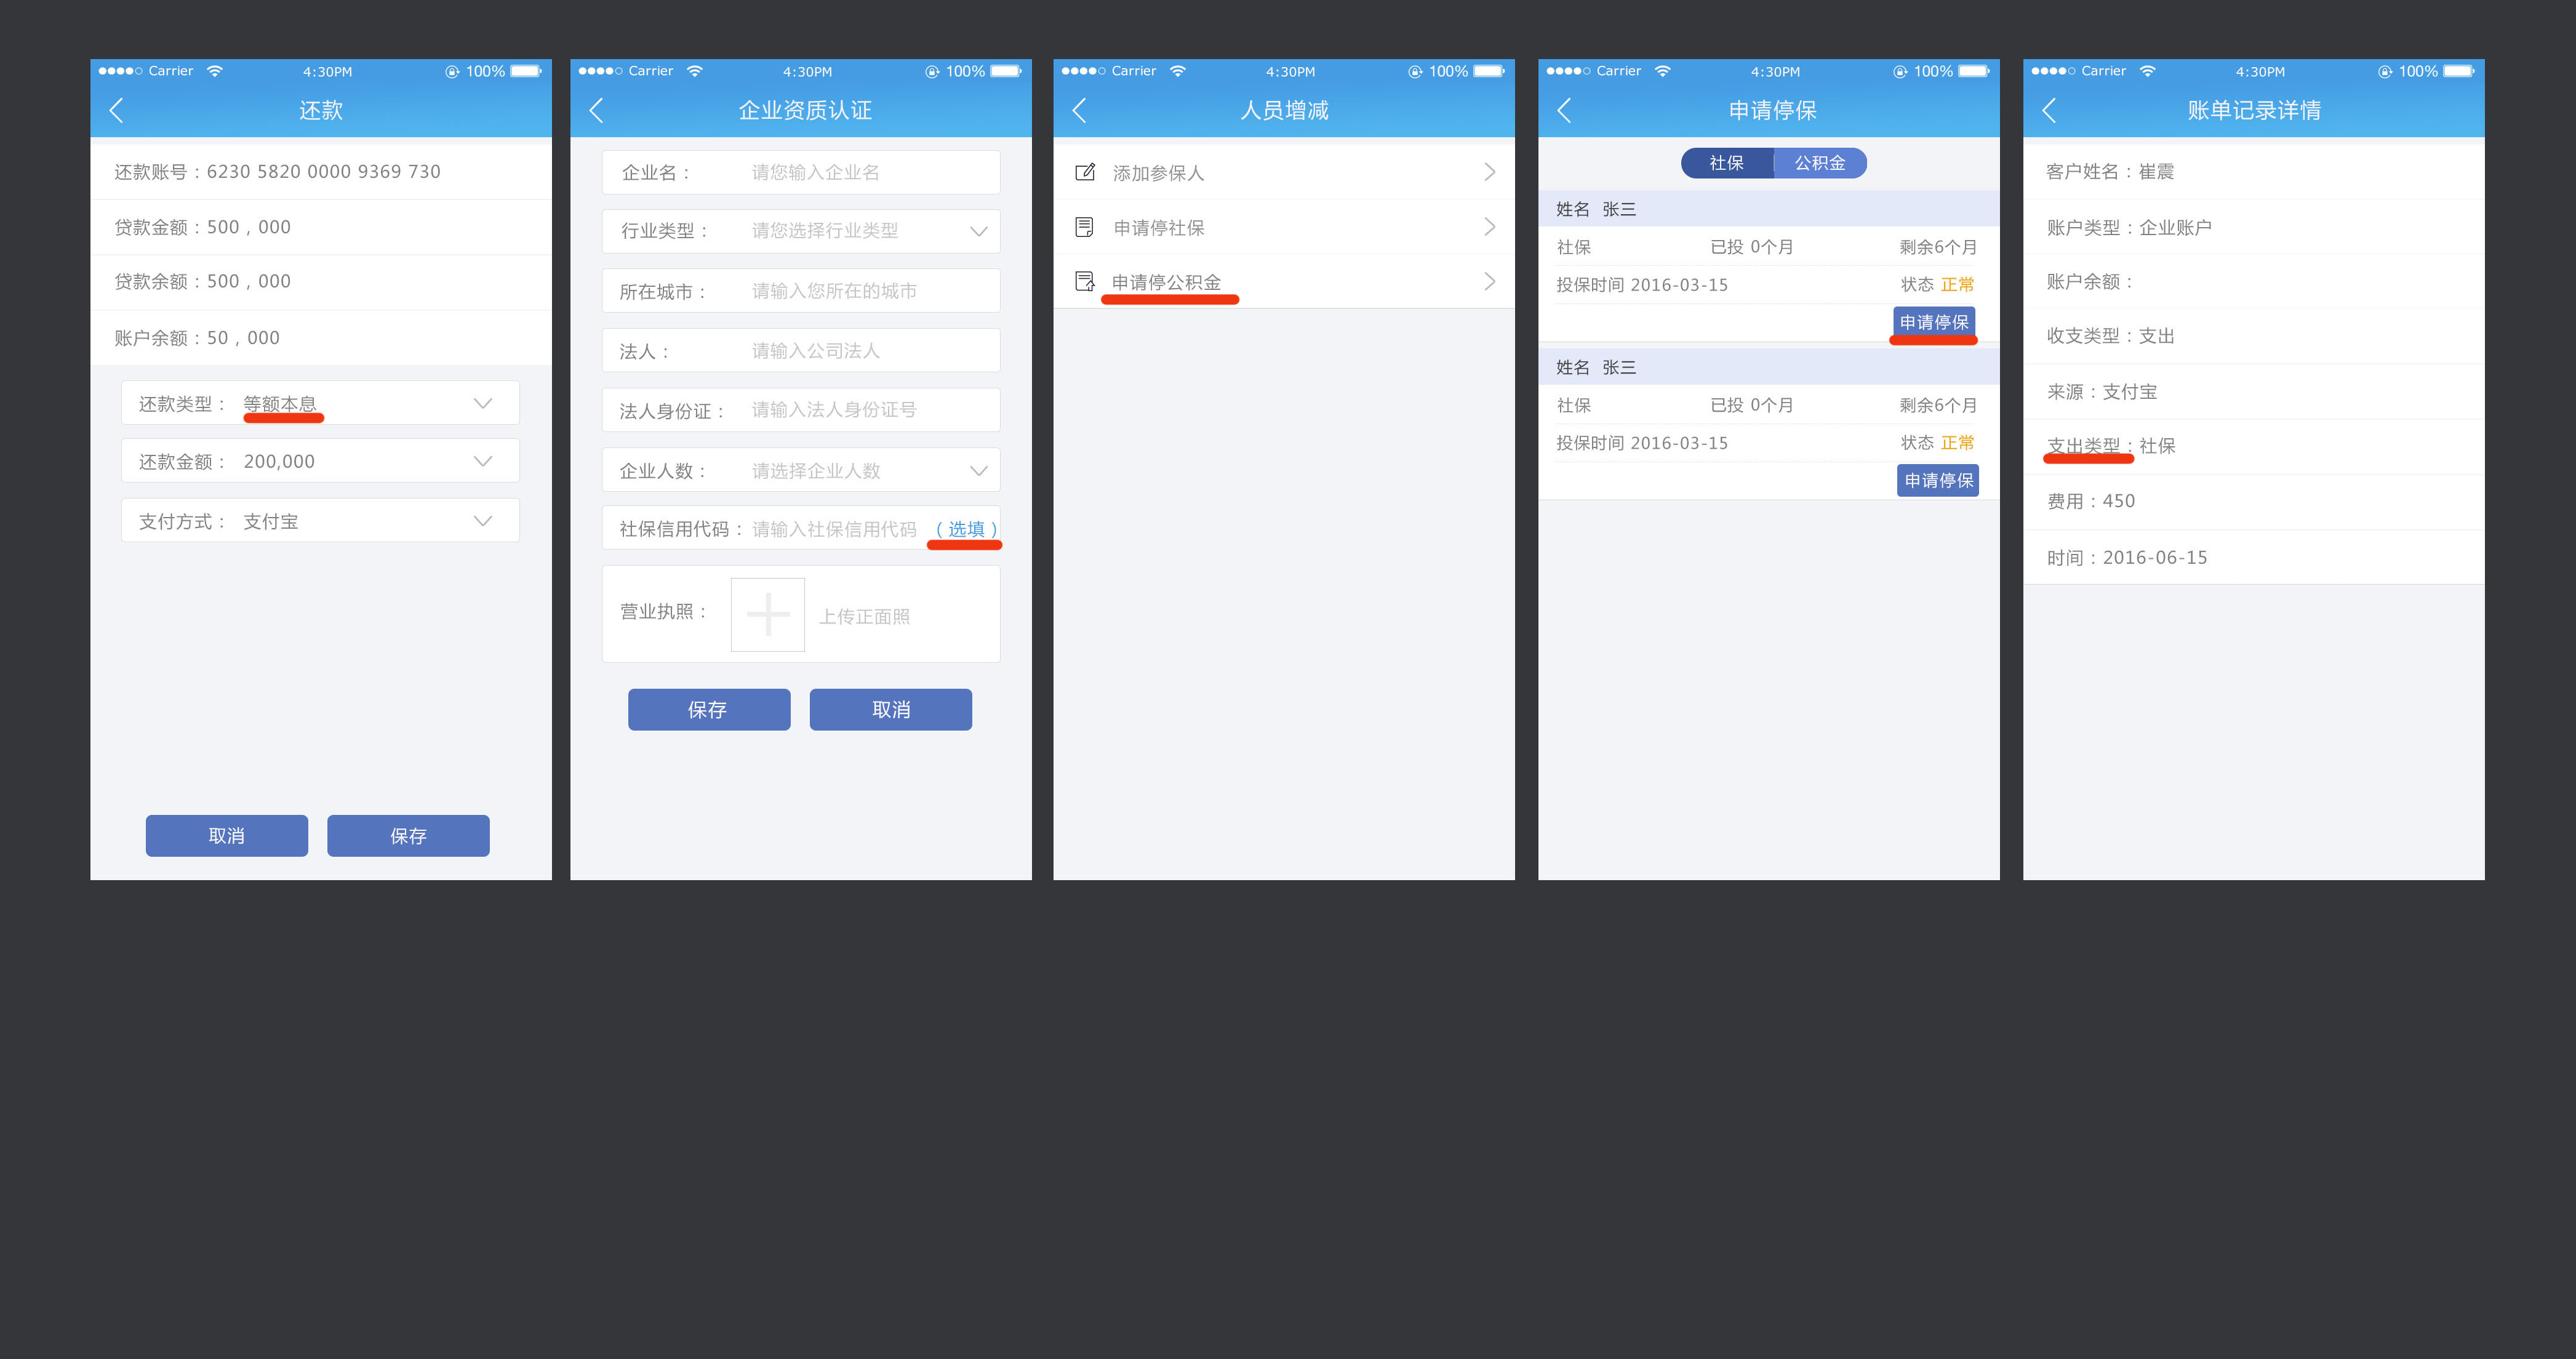 Carrier 4:30PM 100%
还款
还款账号：6230 5820 0000 9369 730
贷款金额：500，000
贷款余额：500，000
账户余额：50，000
还款类型： 等额本息
还款金额： 200,000
支付方式： 支付宝
取消 保存
Carrier 4:30PM 100%
企业资质认证
企业名： 请您输入企业名
行业类型： 请您选择行业类型
所在城市： 请输入您所在的城市
法人： 请输入公司法人
法人身份证： 请输入法人身份证号
企业人数： 请选择企业人数
社保信用代码： 请输入社保信用代码 （选填）
营业执照： 上传正面照
保存 取消
Carrier 4:30PM 100%
人员增减
添加参保人
申请停社保
申请停公积金
Carrier 4:30PM 100%
申请停保
社保 公积金
姓名 张三
社保 已投 0个月 剩余6个月
投保时间 2016-03-15 状态 正常
申请停保
姓名 张三
社保 已投 0个月 剩余6个月
投保时间 2016-03-15 状态 正常
申请停保
Carrier 4:30PM 100%
账单记录详情
客户姓名：崔震
账户类型：企业账户
账户余额：
收支类型：支出
来源：支付宝
支出类型：社保
费用：450
时间：2016-06-15